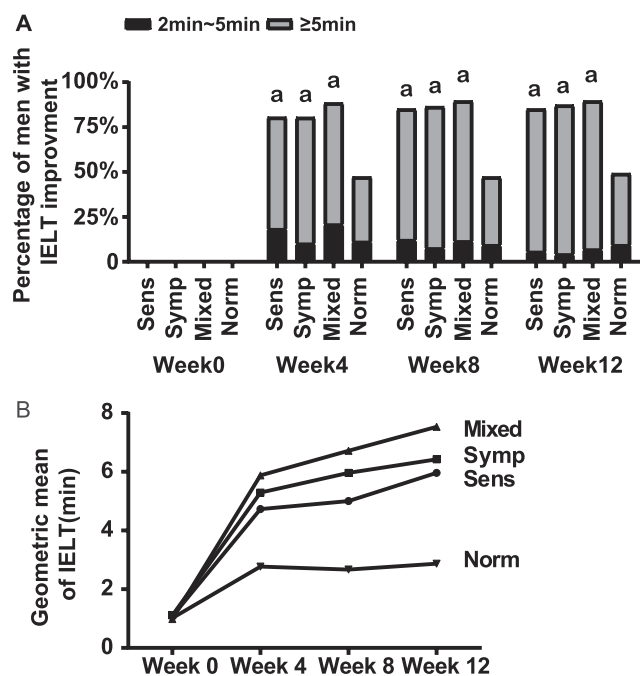 A
2min~5min ≥5min
Percentage of men with
IELT improvment
100%
75%
50%
25%
0
a a a a a a a a a
Sens Symp Mixed Norm Sens Symp Mixed Norm Sens Symp Mixed Norm Sens Symp Mixed Norm
Week0 Week4 Week8 Week12
B
Geometric mean
of IELT(min)
8
6
4
2
0
Mixed
Symp
Sens
Norm
Week 0 Week 4 Week 8 Week 12